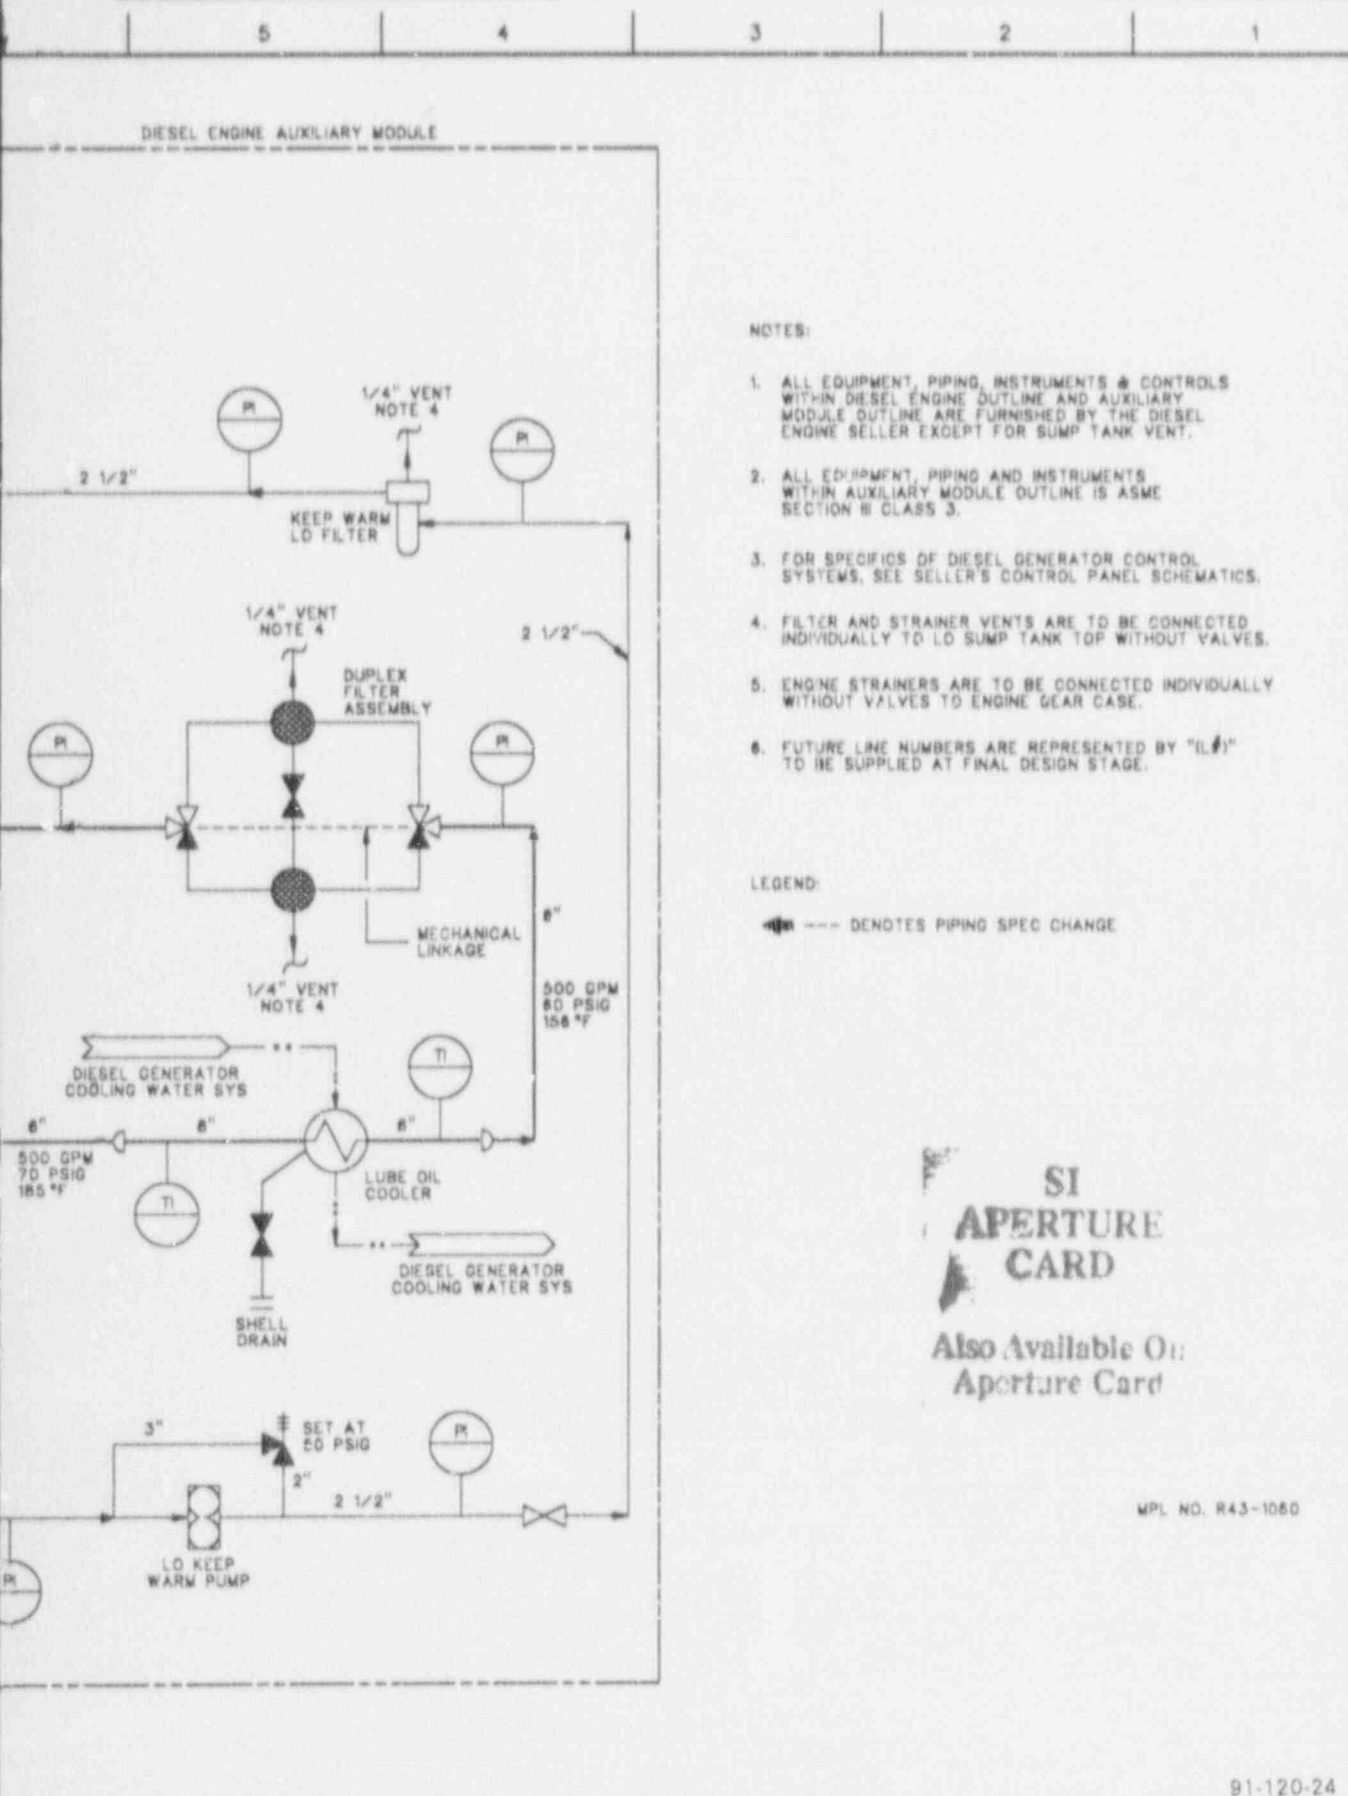 5 4 3 2 1
DIESEL ENGINE AUXILIARY MODULE
1/4" VENT
NOTE 4
PI
PI
2 1/2"
KEEP WARM
LO FILTER
1/4" VENT
NOTE 4
2 1/2"
DUPLEX
FILTER
ASSEMBLY
PI
PI
MECHANICAL
LINKAGE
1/4" VENT
NOTE 4
500 GPM
60 PSIG
156 °F
DIESEL GENERATOR
COOLING WATER SYS
TI
6"
500 GPM
70 PSIG
185 °F
TI
LUBE OIL
COOLER
DIESEL GENERATOR
COOLING WATER SYS
SHELL
DRAIN
3"
SET AT
PSIG
PI
2"
2 1/2"
LO KEEP
WARM PUMP
PI
NOTES:
1. ALL EQUIPMENT, PIPING, INSTRUMENTS & CONTROLS
WITHIN DIESEL ENGINE OUTLINE AND AUXILIARY
MODULE OUTLINE ARE FURNISHED BY THE DIESEL
ENGINE SELLER EXCEPT FOR SUMP TANK VENT.
2. ALL EQUIPMENT, PIPING AND INSTRUMENTS
WITHIN AUXILIARY MODULE OUTLINE IS ASME
SECTION III CLASS 3.
3. FOR SPECIFICS OF DIESEL GENERATOR CONTROL
SYSTEMS, SEE SELLER'S CONTROL PANEL SCHEMATICS.
4. FILTER AND STRAINER VENTS ARE TO BE CONNECTED
INDIVIDUALLY TO LO SUMP TANK TOP WITHOUT VALVES.
5. ENGINE STRAINERS ARE TO BE CONNECTED INDIVIDUALLY
WITHOUT VALVES TO ENGINE GEAR CASE.
6. FUTURE LINE NUMBERS ARE REPRESENTED BY "(L#)"
TO BE SUPPLIED AT FINAL DESIGN STAGE.
LEGEND:
--- DENOTES PIPING SPEC CHANGE
SI
APERTURE
CARD
Also Available On
Aperture Card
MPL NO. R43-1060
91-120-24